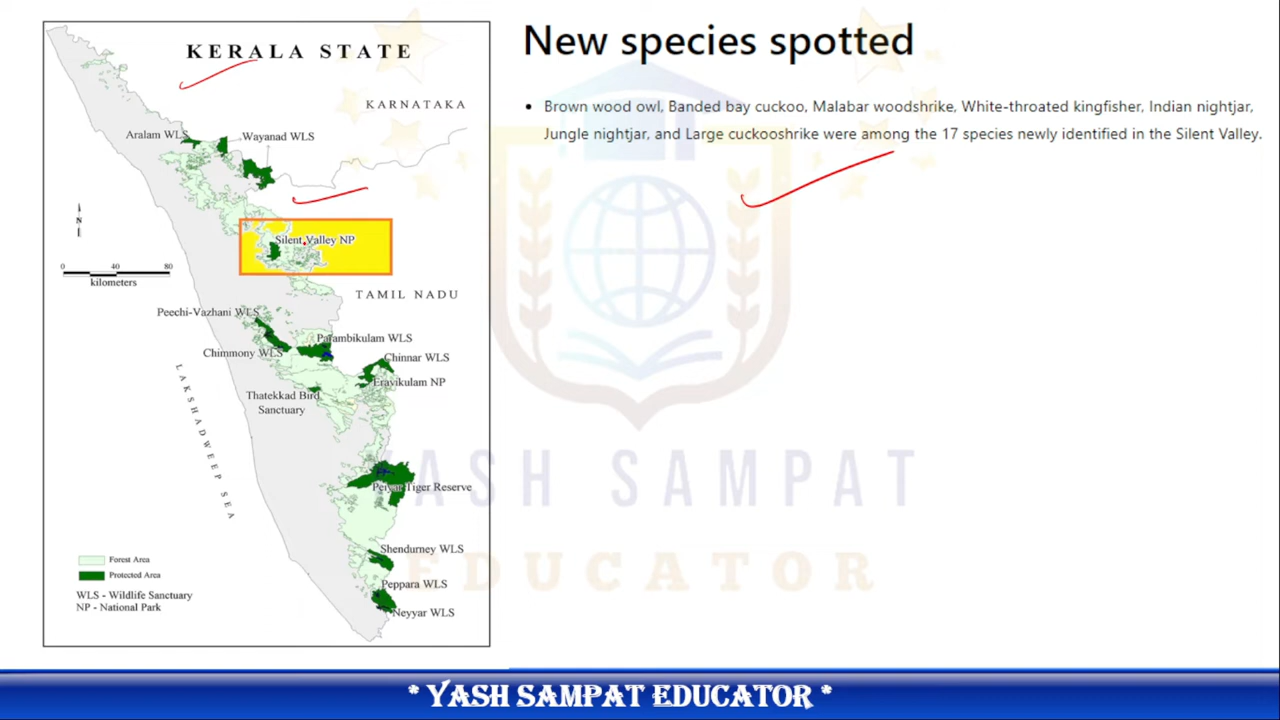 KERALA STATE
KARNATAKA
Aralam WLS
Wayanad WLS
N
Silent Valley NP
0 40 80
kilometers
TAMIL NADU
Peechi-Vazhani WLS
Parambikulam WLS
Chimmony WLS
Chinnar WLS
Eravikulam NP
Thatekkad Bird
Sanctuary
LAKSHADWEEP SEA
Periyar Tiger Reserve
Shendurney WLS
Forest Area
Protected Area
Peppara WLS
WLS - Wildlife Sanctuary
NP - National Park
Neyyar WLS
New species spotted
• Brown wood owl, Banded bay cuckoo, Malabar woodshrike, White-throated kingfisher, Indian nightjar,
Jungle nightjar, and Large cuckooshrike were among the 17 species newly identified in the Silent Valley.
YASH SAMPAT
EDUCATOR
* YASH SAMPAT EDUCATOR *